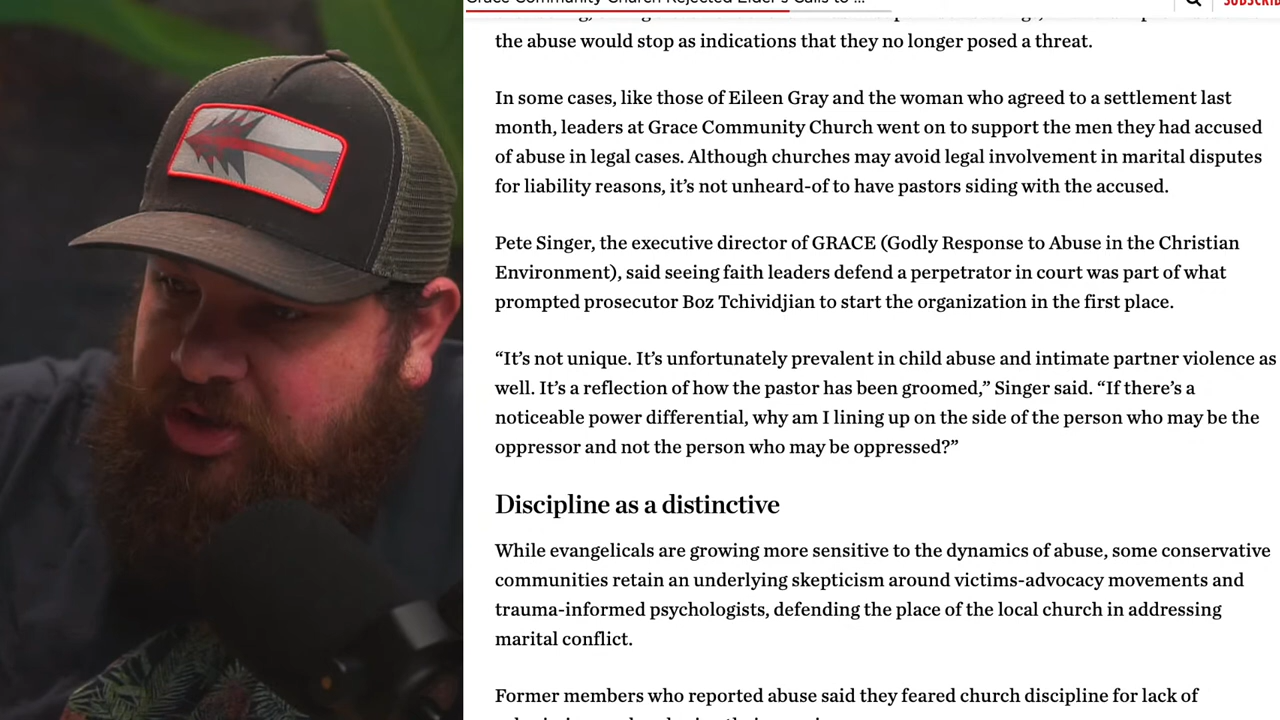 Grace Community Church Rejected Elder's Calls to ...
SUBSCRIB
the abuse would stop as indications that they no longer posed a threat.
In some cases, like those of Eileen Gray and the woman who agreed to a settlement last
month, leaders at Grace Community Church went on to support the men they had accused
of abuse in legal cases. Although churches may avoid legal involvement in marital disputes
for liability reasons, it’s not unheard-of to have pastors siding with the accused.
Pete Singer, the executive director of GRACE (Godly Response to Abuse in the Christian
Environment), said seeing faith leaders defend a perpetrator in court was part of what
prompted prosecutor Boz Tchividjian to start the organization in the first place.
“It’s not unique. It’s unfortunately prevalent in child abuse and intimate partner violence as
well. It’s a reflection of how the pastor has been groomed,” Singer said. “If there’s a
noticeable power differential, why am I lining up on the side of the person who may be the
oppressor and not the person who may be oppressed?”
Discipline as a distinctive
While evangelicals are growing more sensitive to the dynamics of abuse, some conservative
communities retain an underlying skepticism around victims-advocacy movements and
trauma-informed psychologists, defending the place of the local church in addressing
marital conflict.
Former members who reported abuse said they feared church discipline for lack of